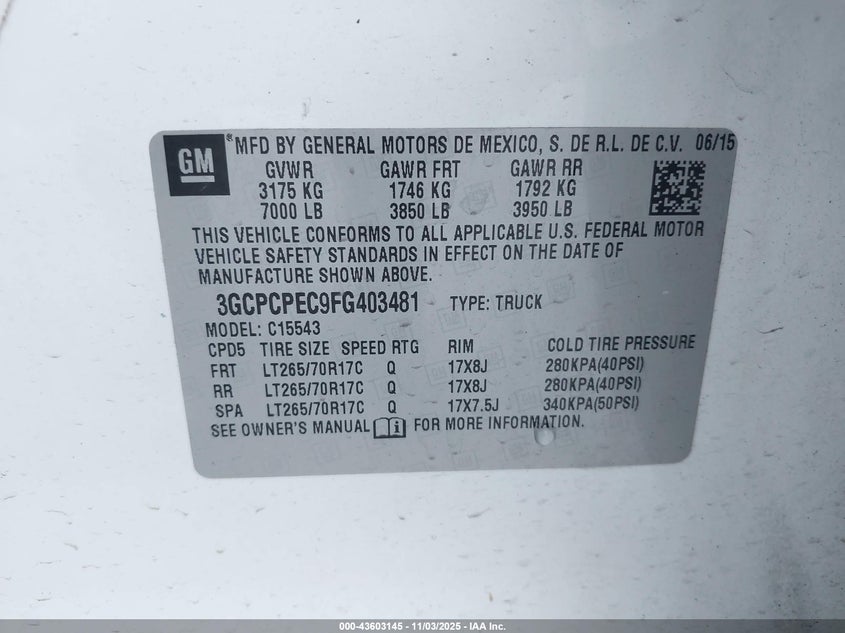 GM
®MFD BY GENERAL MOTORS DE MEXICO, S. DE R.L. DE C.V. 06/15
GVWR GAWR FRT GAWR RR
3175 KG 1746 KG 1792 KG
7000 LB 3850 LB 3950 LB
THIS VEHICLE CONFORMS TO ALL APPLICABLE U.S. FEDERAL MOTOR
VEHICLE SAFETY STANDARDS IN EFFECT ON THE DATE OF
MANUFACTURE SHOWN ABOVE.
3GCPCPEC9FG403481 TYPE: TRUCK
MODEL: C15543
CPD5 TIRE SIZE SPEED RTG RIM COLD TIRE PRESSURE
FRT LT265/70R17C Q 17X8J 280KPA(40PSI)
RR LT265/70R17C Q 17X8J 280KPA(40PSI)
SPA LT265/70R17C Q 17X7.5J 340KPA(50PSI)
SEE OWNER'S MANUAL i FOR MORE INFORMATION.
000-43603145 - 11/03/2025 - IAA Inc.